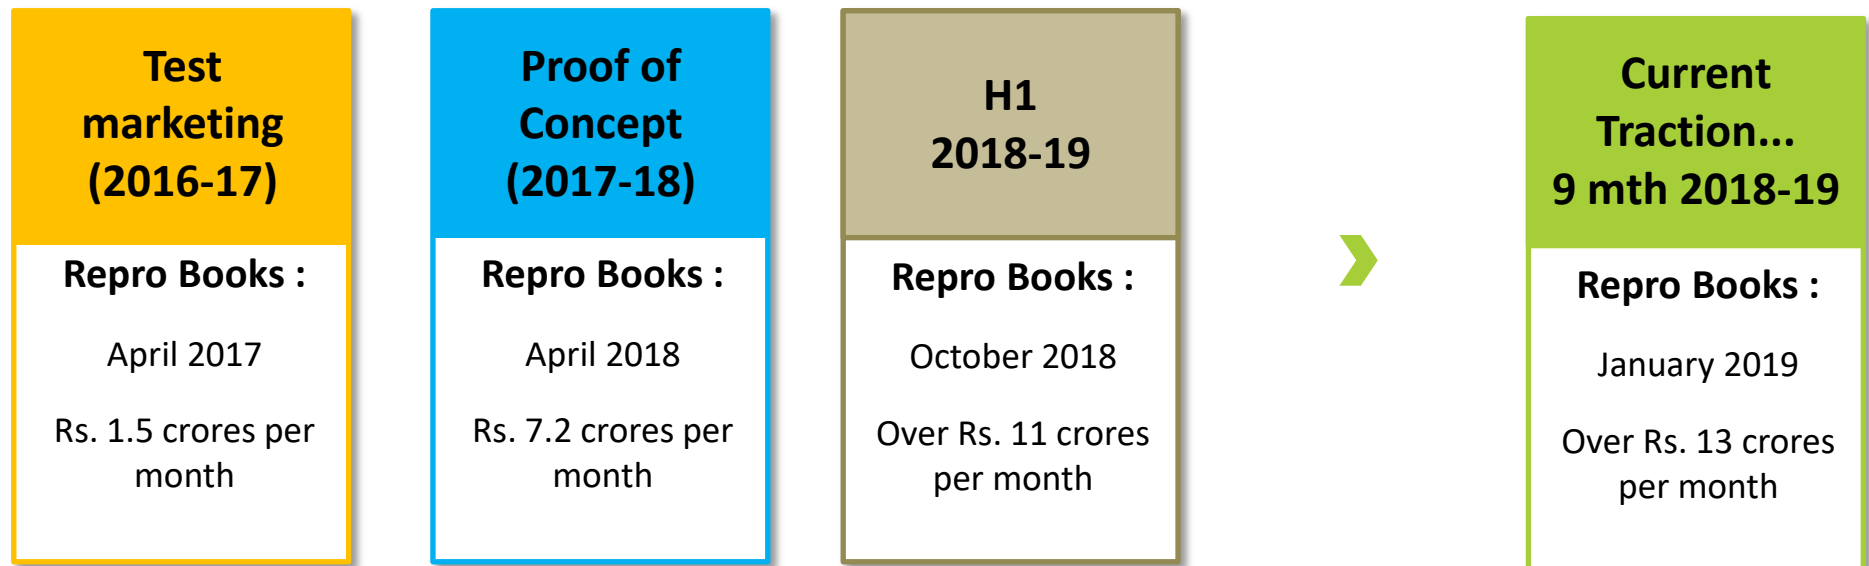 Test
marketing
(2016-17)
Repro Books :
April 2017
Rs. 1.5 crores per
month
Proof of
Concept
(2017-18)
Repro Books :
April 2018
Rs. 7.2 crores per
month
H1
2018-19
Repro Books :
October 2018
Over Rs. 11 crores
per month
Current
Traction...
9 mth 2018-19
Repro Books :
January 2019
Over Rs. 13 crores
per month